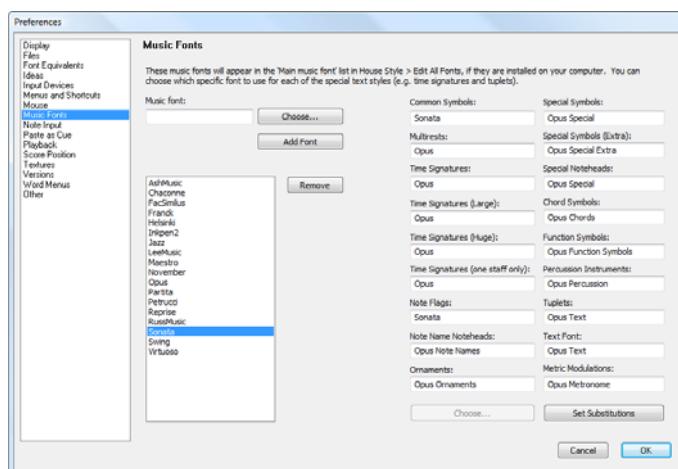 Preferences
Display
Files
Font Equivalents
Ideas
Input Devices
Menus and Shortcuts
Mouse
Music Fonts
Note Input
Paste as Cue
Playback
Score Position
Textures
Versions
Word Menus
Other
Music Fonts
These music fonts will appear in the 'Main music font' list in House Style > Edit All Fonts, if they are installed on your computer. You can
choose which specific font to use for each of the special text styles (e.g. time signatures and tuplets).
Music font:
Choose...
Add Font
Remove
AshMusic
Chaconne
FacSimilus
Franck
Helsinki
Inkpen2
Jazz
LeeMusic
Maestro
November
Opus
Partita
Petrucci
Reprise
RussMusic
Sonata
Swing
Virtuoso
Common Symbols:
Sonata
Multirests:
Opus
Time Signatures:
Opus
Time Signatures (Large):
Opus
Time Signatures (Huge):
Opus
Time Signatures (one staff only):
Opus
Note Flags:
Sonata
Note Name Noteheads:
Opus Note Names
Ornaments:
Opus Ornaments
Choose...
Special Symbols:
Opus Special
Special Symbols (Extra):
Opus Special Extra
Special Noteheads:
Opus Special
Chord Symbols:
Opus Chords
Function Symbols:
Opus Function Symbols
Percussion Instruments:
Opus Percussion
Tuplets:
Opus Text
Text Font:
Opus Text
Metric Modulations:
Opus Metronome
Set Substitutions
Cancel
OK